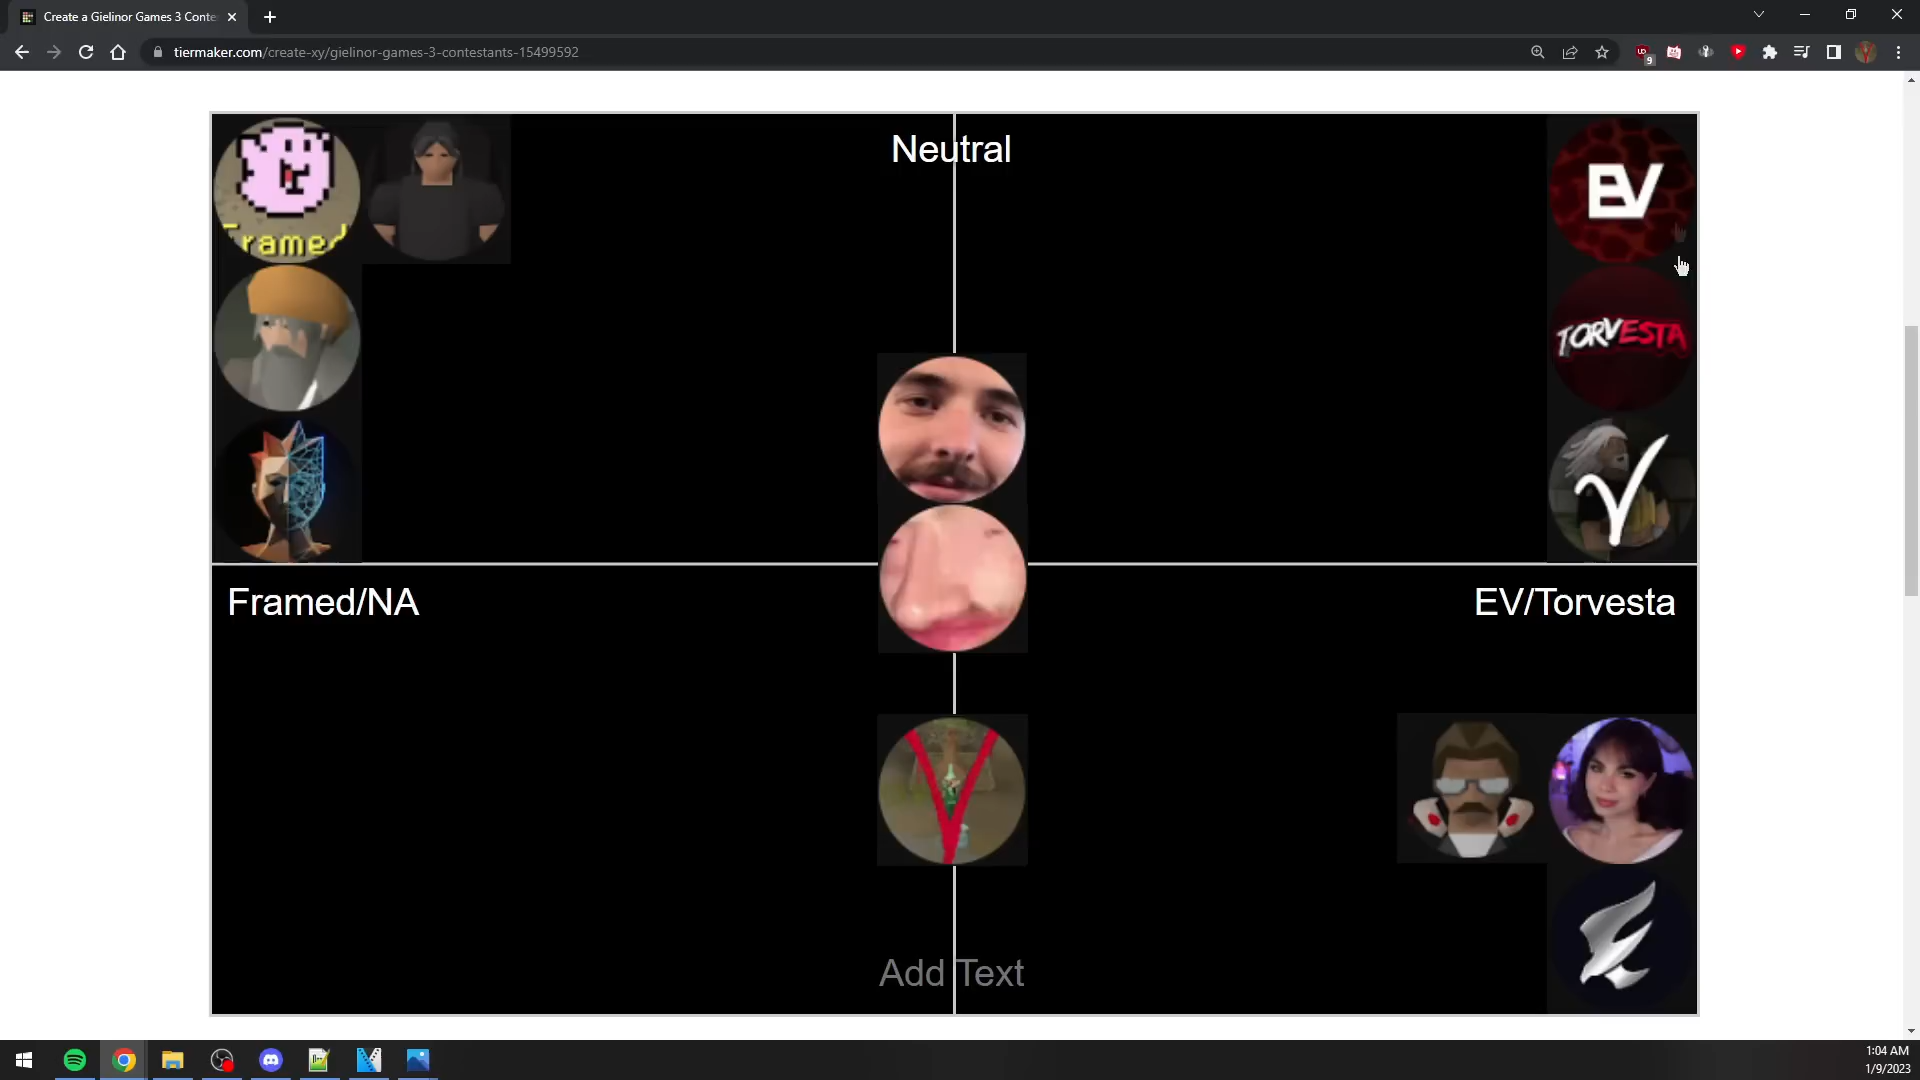 Create a Gielinor Games 3 Conte
tiermaker.com/create-xy/gielinor-games-3-contestants-15499592
9
Neutral
Framed
EV
TORVESTA
Framed/NA
EV/Torvesta
Add Text
1:04 AM
1/9/2023